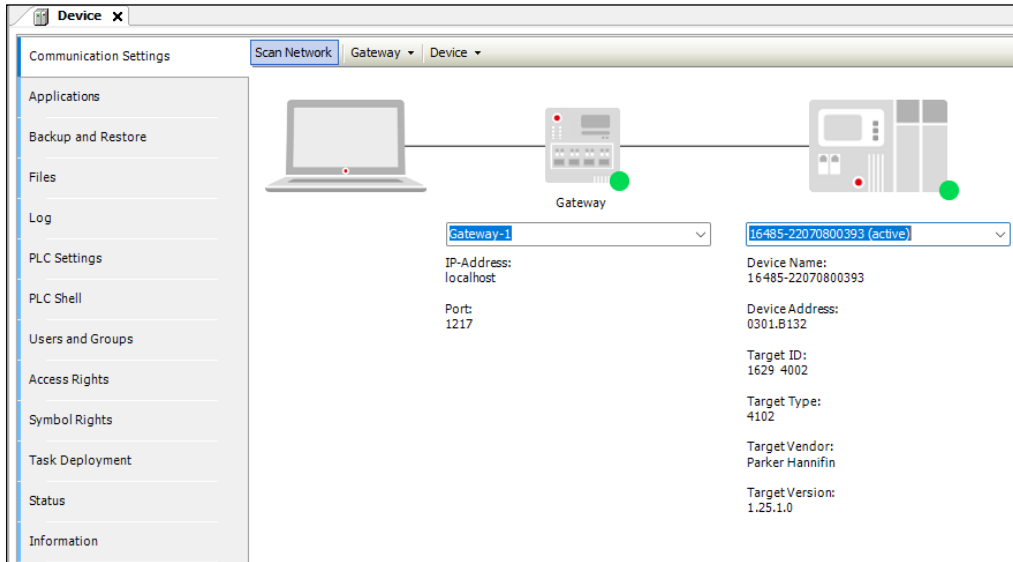 Device
Communication Settings
Applications
Backup and Restore
Files
Log
PLC Settings
PLC Shell
Users and Groups
Access Rights
Symbol Rights
Task Deployment
Status
Information
Scan Network Gateway Device
Gateway
Gateway-1
IP-Address:
localhost
Port:
1217
16485-22070800393 (active)
Device Name:
16485-22070800393
Device Address:
0301.B132
Target ID:
1629 4002
Target Type:
4102
Target Vendor:
Parker Hannifin
Target Version:
1.25.1.0